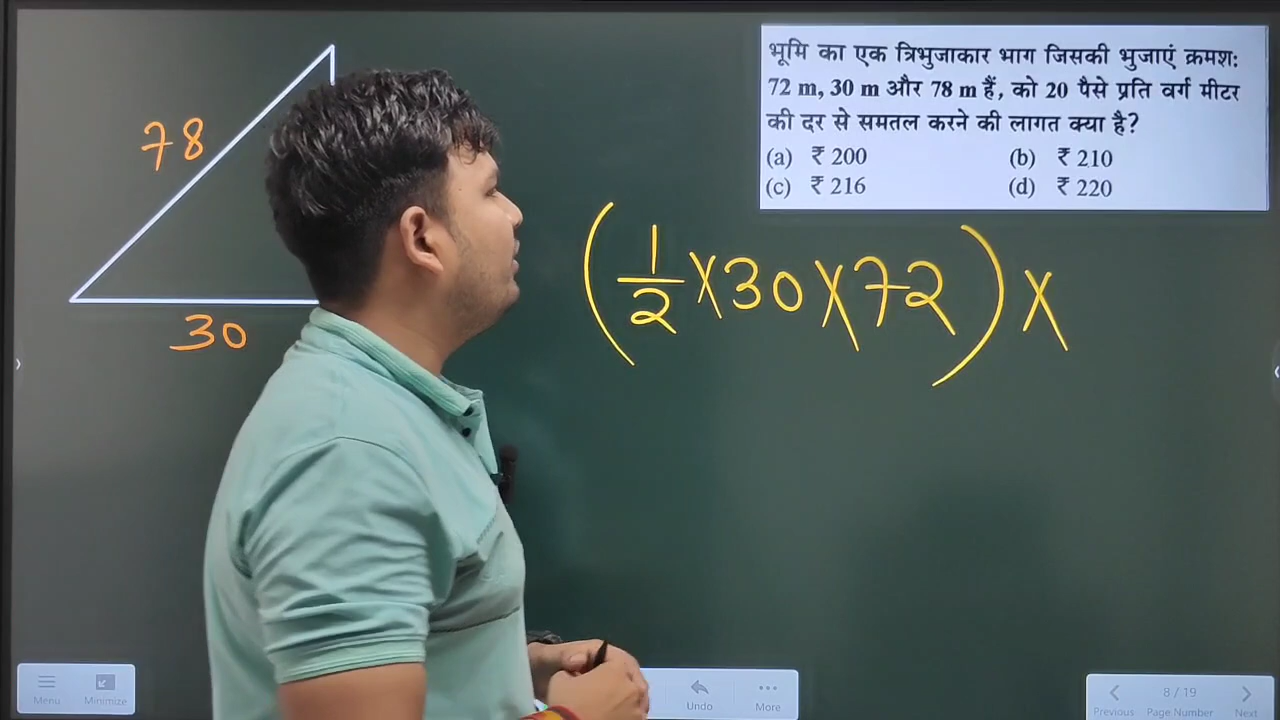 78
30
भूमि का एक त्रिभुजाकार भाग जिसकी भुजाएं क्रमश:
72 m, 30 m और 78 m हैं, को 20 पैसे प्रति वर्ग मीटर
की दर से समतल करने की लागत क्या है?
(a) ₹ 200 (b) ₹ 210
(c) ₹ 216 (d) ₹ 220
(1/2 x 30 x 72) x
Menu Minimize Undo More Previous 8 / 19 Page Number Next